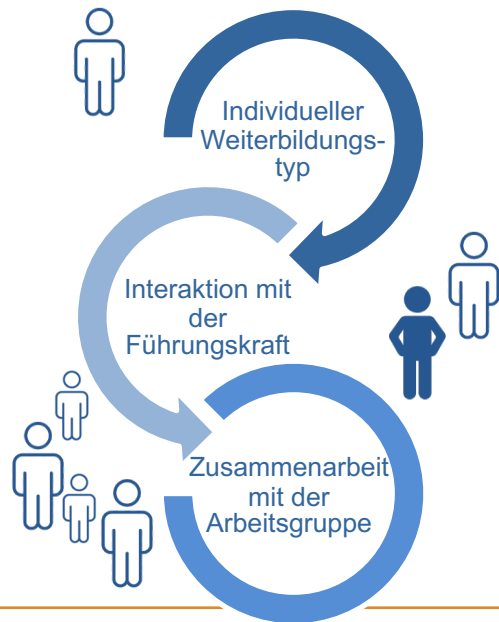 Individueller
Weiterbildungs-
typ
Interaktion mit
der
Führungskraft
Zusammenarbeit
mit der
Arbeitsgruppe